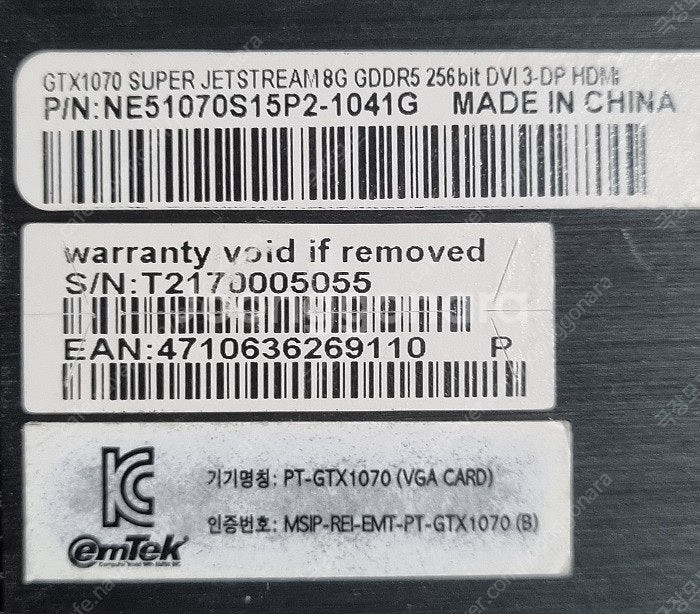 GTX1070 SUPER JETSTREAM 8G GDDR5 256bit DVI 3-DP HDMI
P/N:NE51070S15P2-1041G MADE IN CHINA
warranty void if removed
S/N:T2170005055
EAN:4710636269110 P
기기명칭: PT-GTX1070 (VGA CARD)
인증번호: MSIP-REI-EMT-PT-GTX1070 (B)
emTek